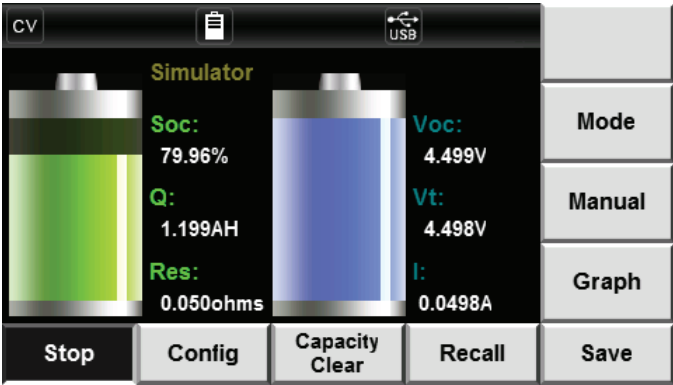 CV
USB
Simulator
Soc:
79.96%
Q:
1.199AH
Res:
0.050ohms
Voc:
4.499V
Vt:
4.498V
I:
0.0498A
Mode
Manual
Graph
Stop
Config
Capacity
Clear
Recall
Save